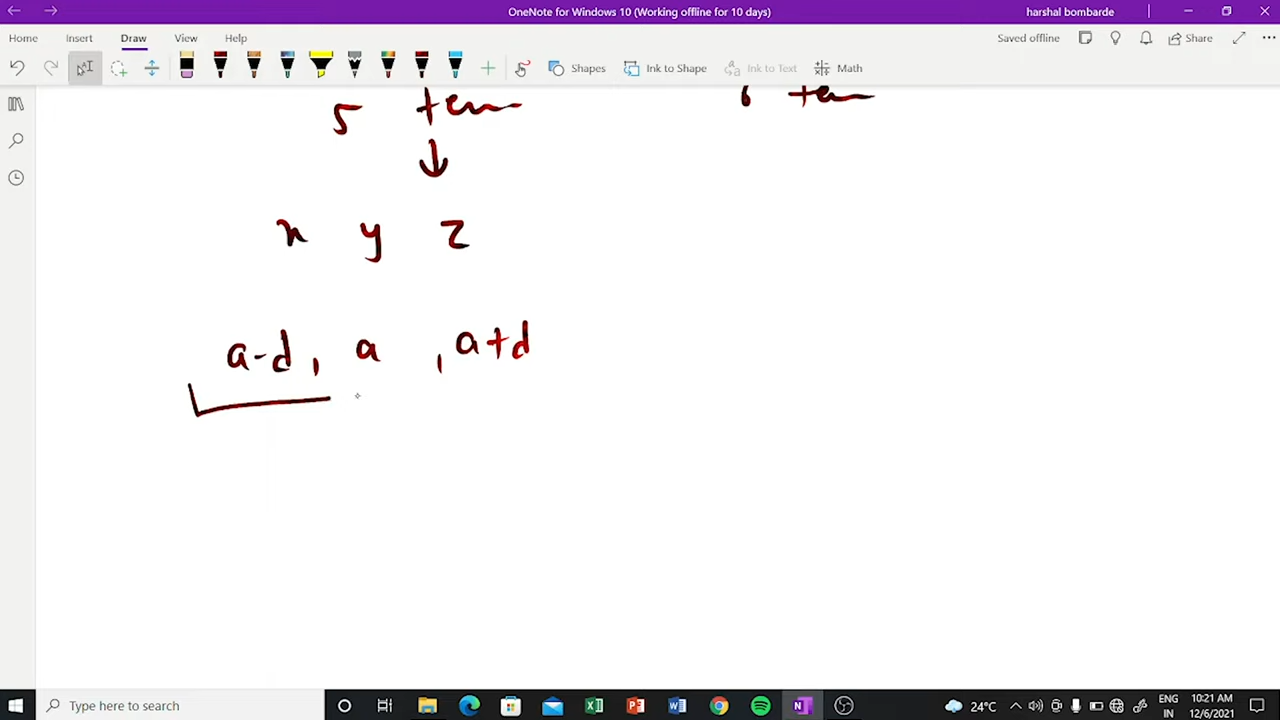 OneNote for Windows 10 (Working offline for 10 days)
harshal bombarde
Home Insert Draw View Help
Saved offline Share
Shapes Ink to Shape Ink to Text Math
5 term 6 term
x y z
a-d, a , a+d
Type here to search
24°C ENG 10:21 AM
IN 12/6/2021